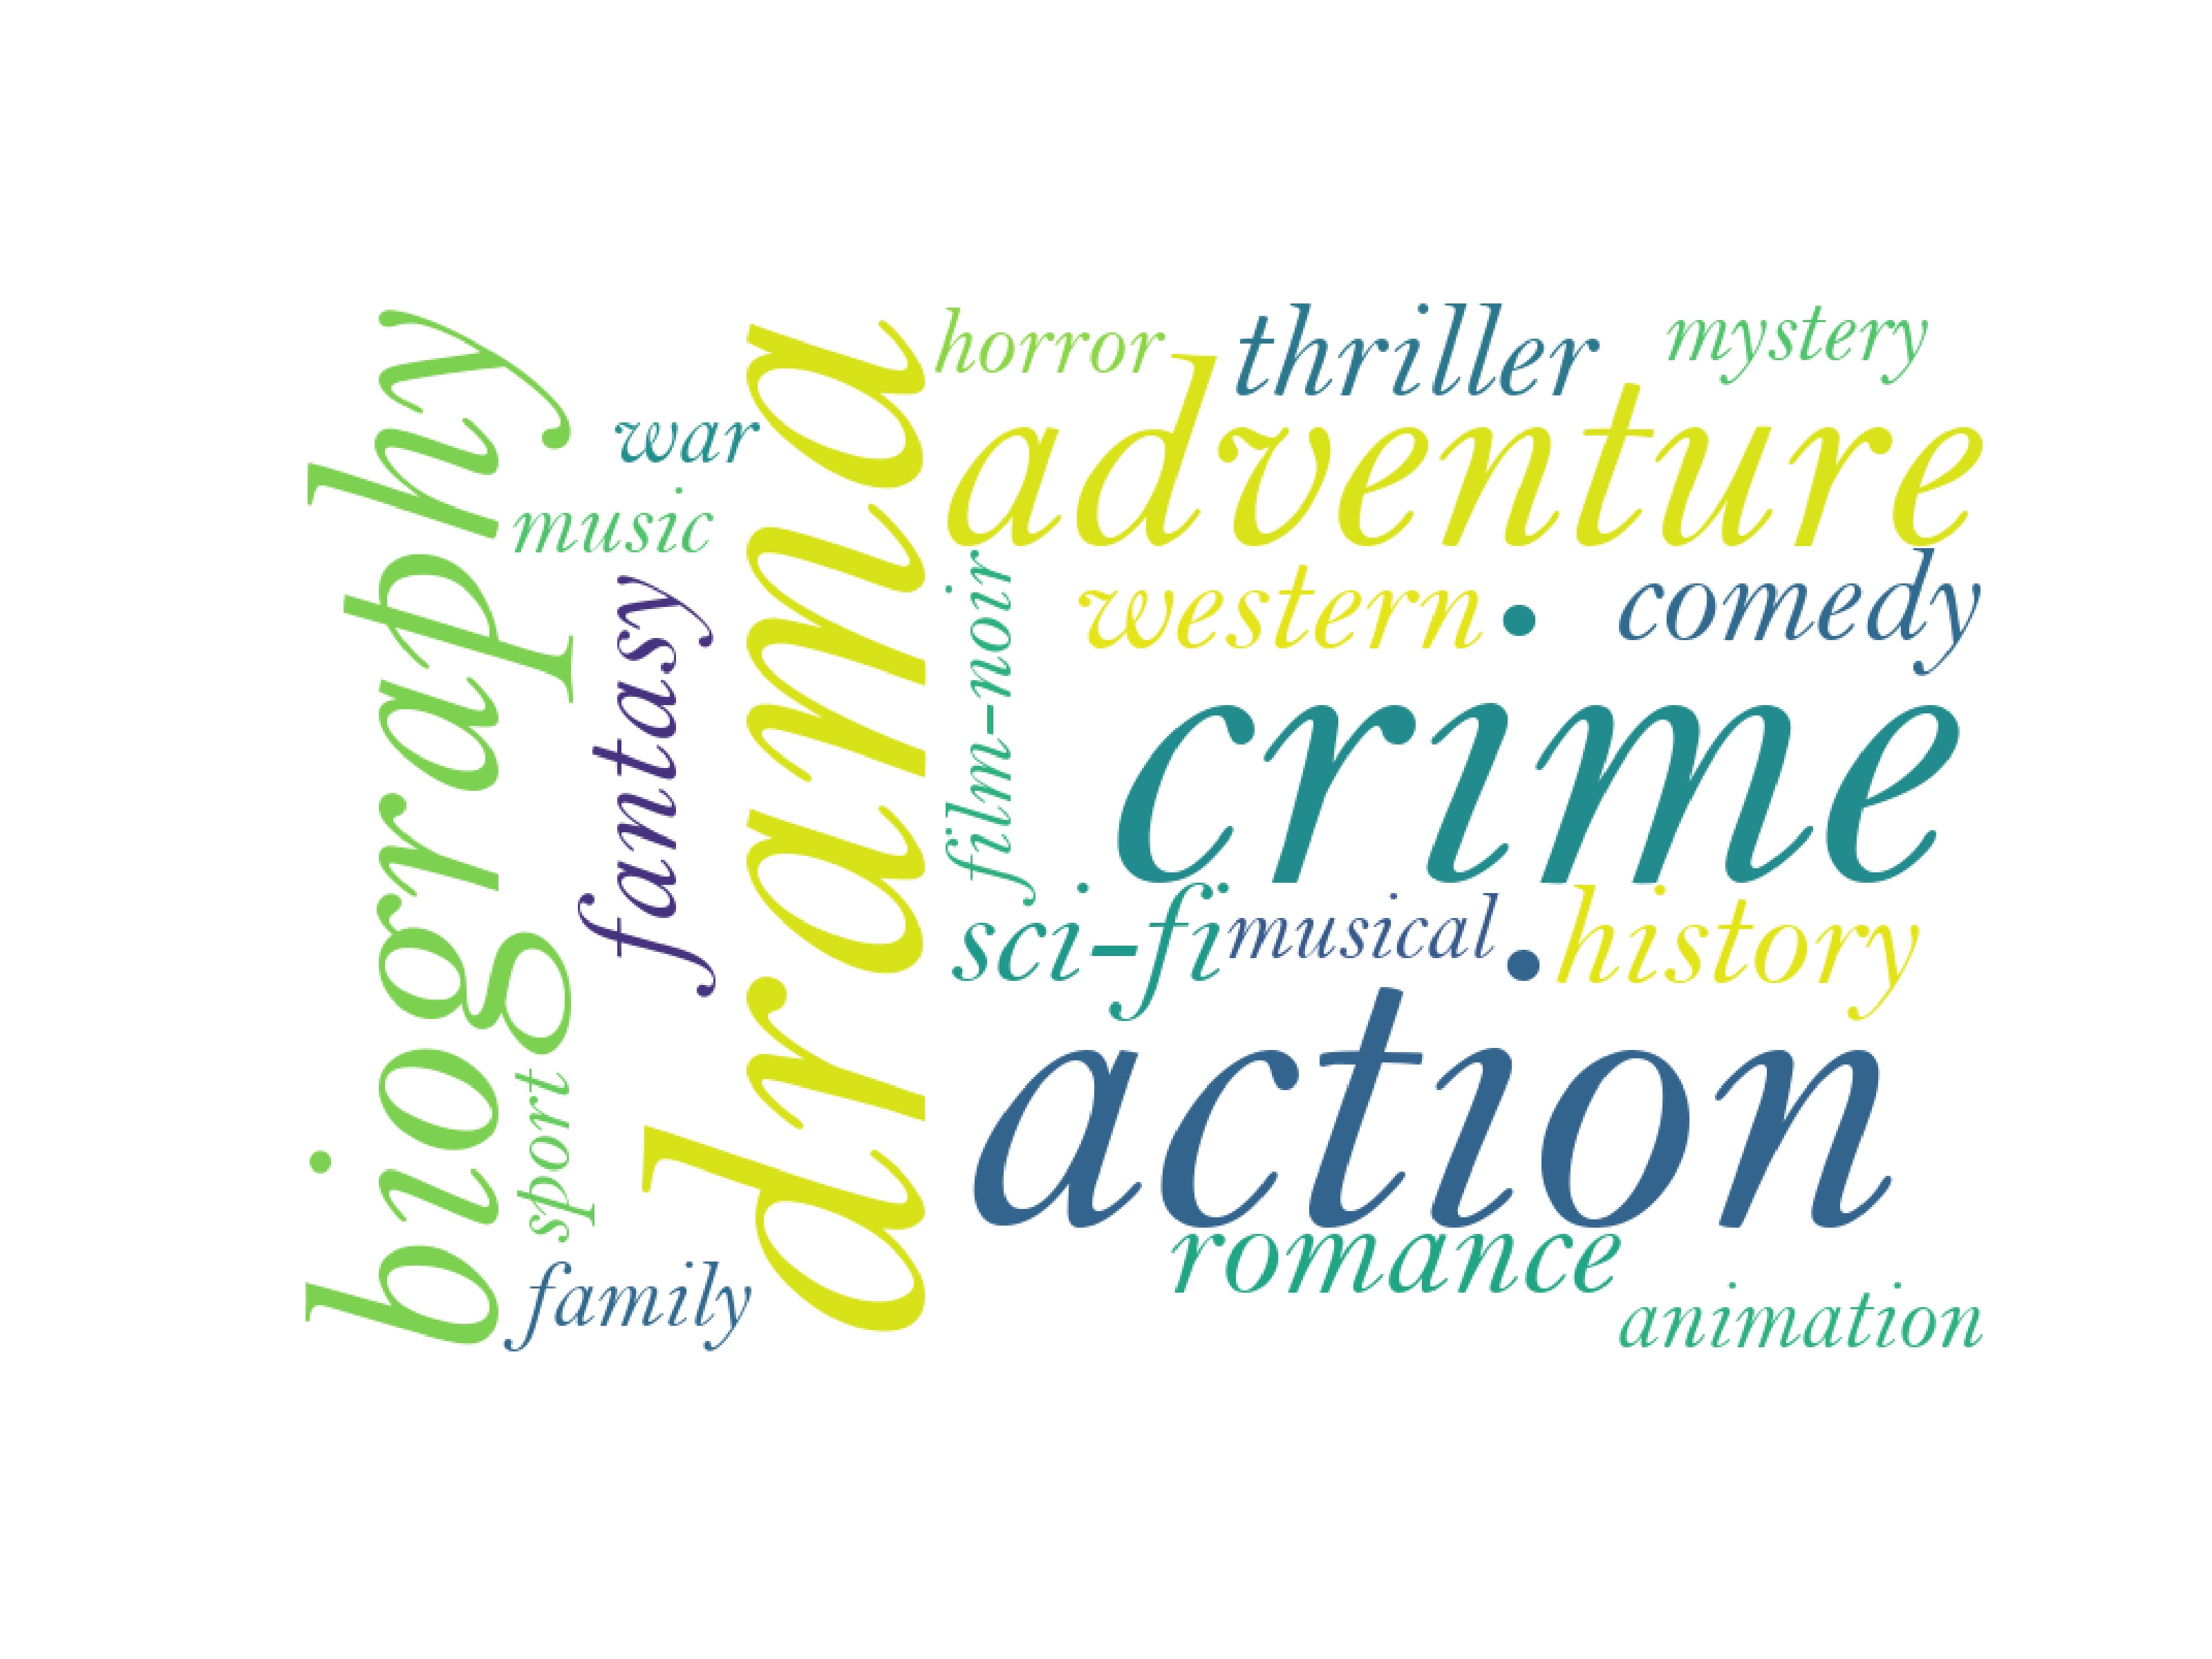 biography
war
music
fantasy
sport
family
drama
horror
thriller
mystery
adventure
film-noir
western
comedy
crime
sci-fi
musical
history
action
romance
animation